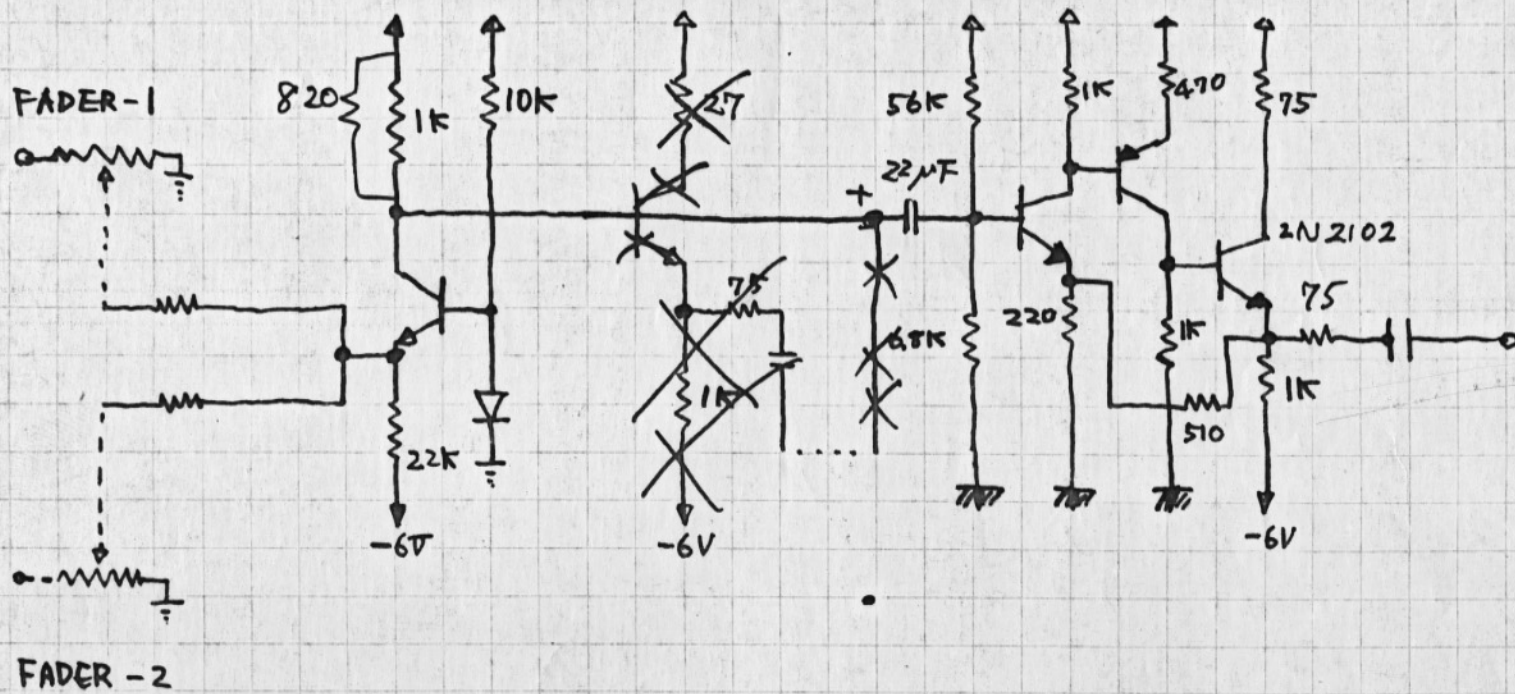 FADER-1
820
1K
10K
27
56K
1K
470
75
+
22μF
2N2102
75
75
1K
6.8K
220
1K
510
1K
22K
-6V
-6V
-6V
FADER-2